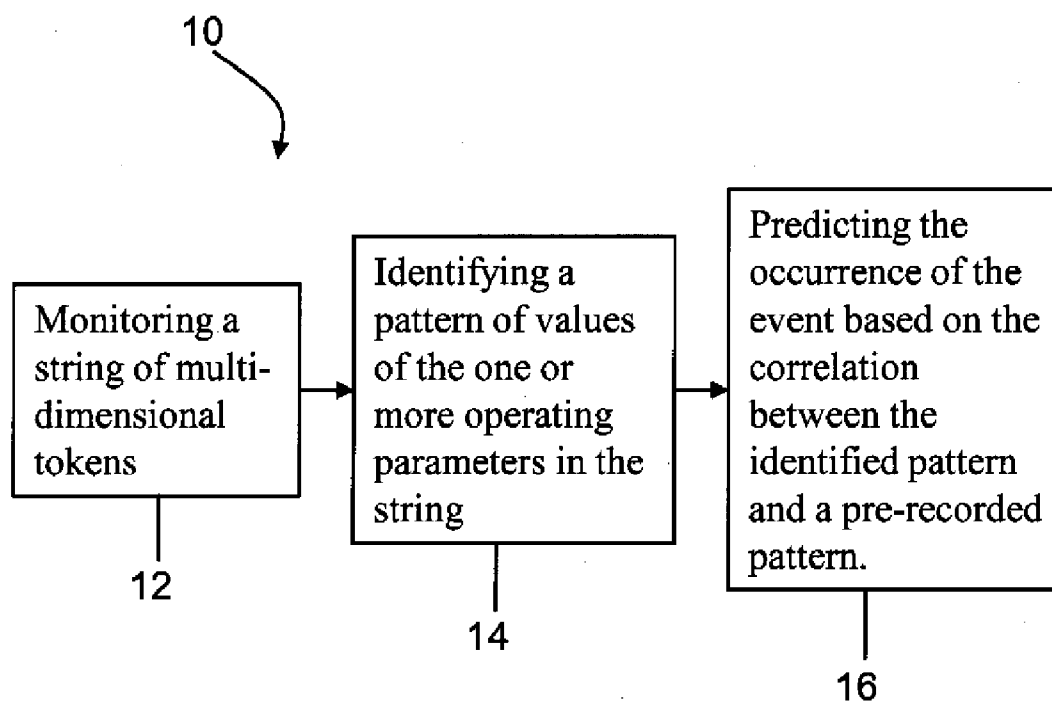 10
Monitoring a
string of multi-
dimensional
tokens
12
Identifying a
pattern of values
of the one or
more operating
parameters in the
string
14
Predicting the
occurrence of the
event based on the
correlation
between the
identified pattern
and a pre-recorded
pattern.
16